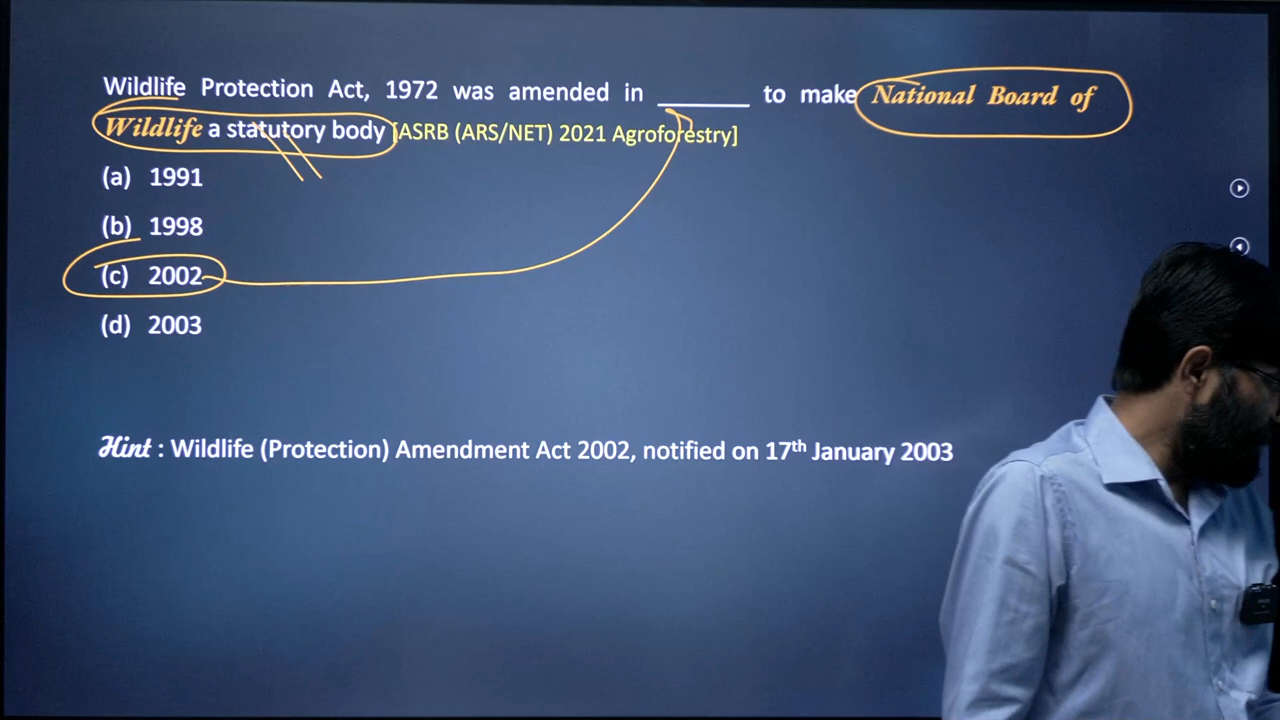 Wildlife Protection Act, 1972 was amended in ________ to make National Board of
Wildlife a statutory body [ASRB (ARS/NET) 2021 Agroforestry]
(a) 1991
(b) 1998
(c) 2002
(d) 2003
Hint : Wildlife (Protection) Amendment Act 2002, notified on 17th January 2003